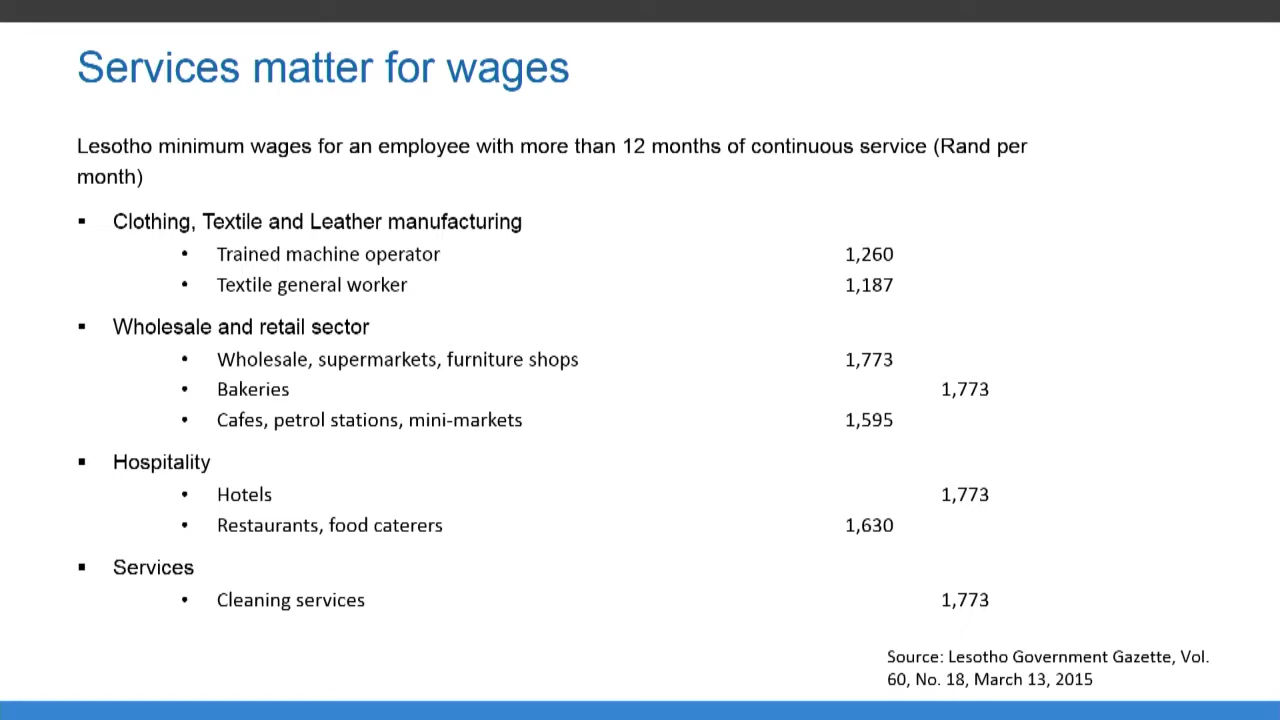 Services matter for wages
Lesotho minimum wages for an employee with more than 12 months of continuous service (Rand per
month)
▪ Clothing, Textile and Leather manufacturing
• Trained machine operator 1,260
• Textile general worker 1,187
▪ Wholesale and retail sector
• Wholesale, supermarkets, furniture shops 1,773
• Bakeries 1,773
• Cafes, petrol stations, mini-markets 1,595
▪ Hospitality
• Hotels 1,773
• Restaurants, food caterers 1,630
▪ Services
• Cleaning services 1,773
Source: Lesotho Government Gazette, Vol.
60, No. 18, March 13, 2015